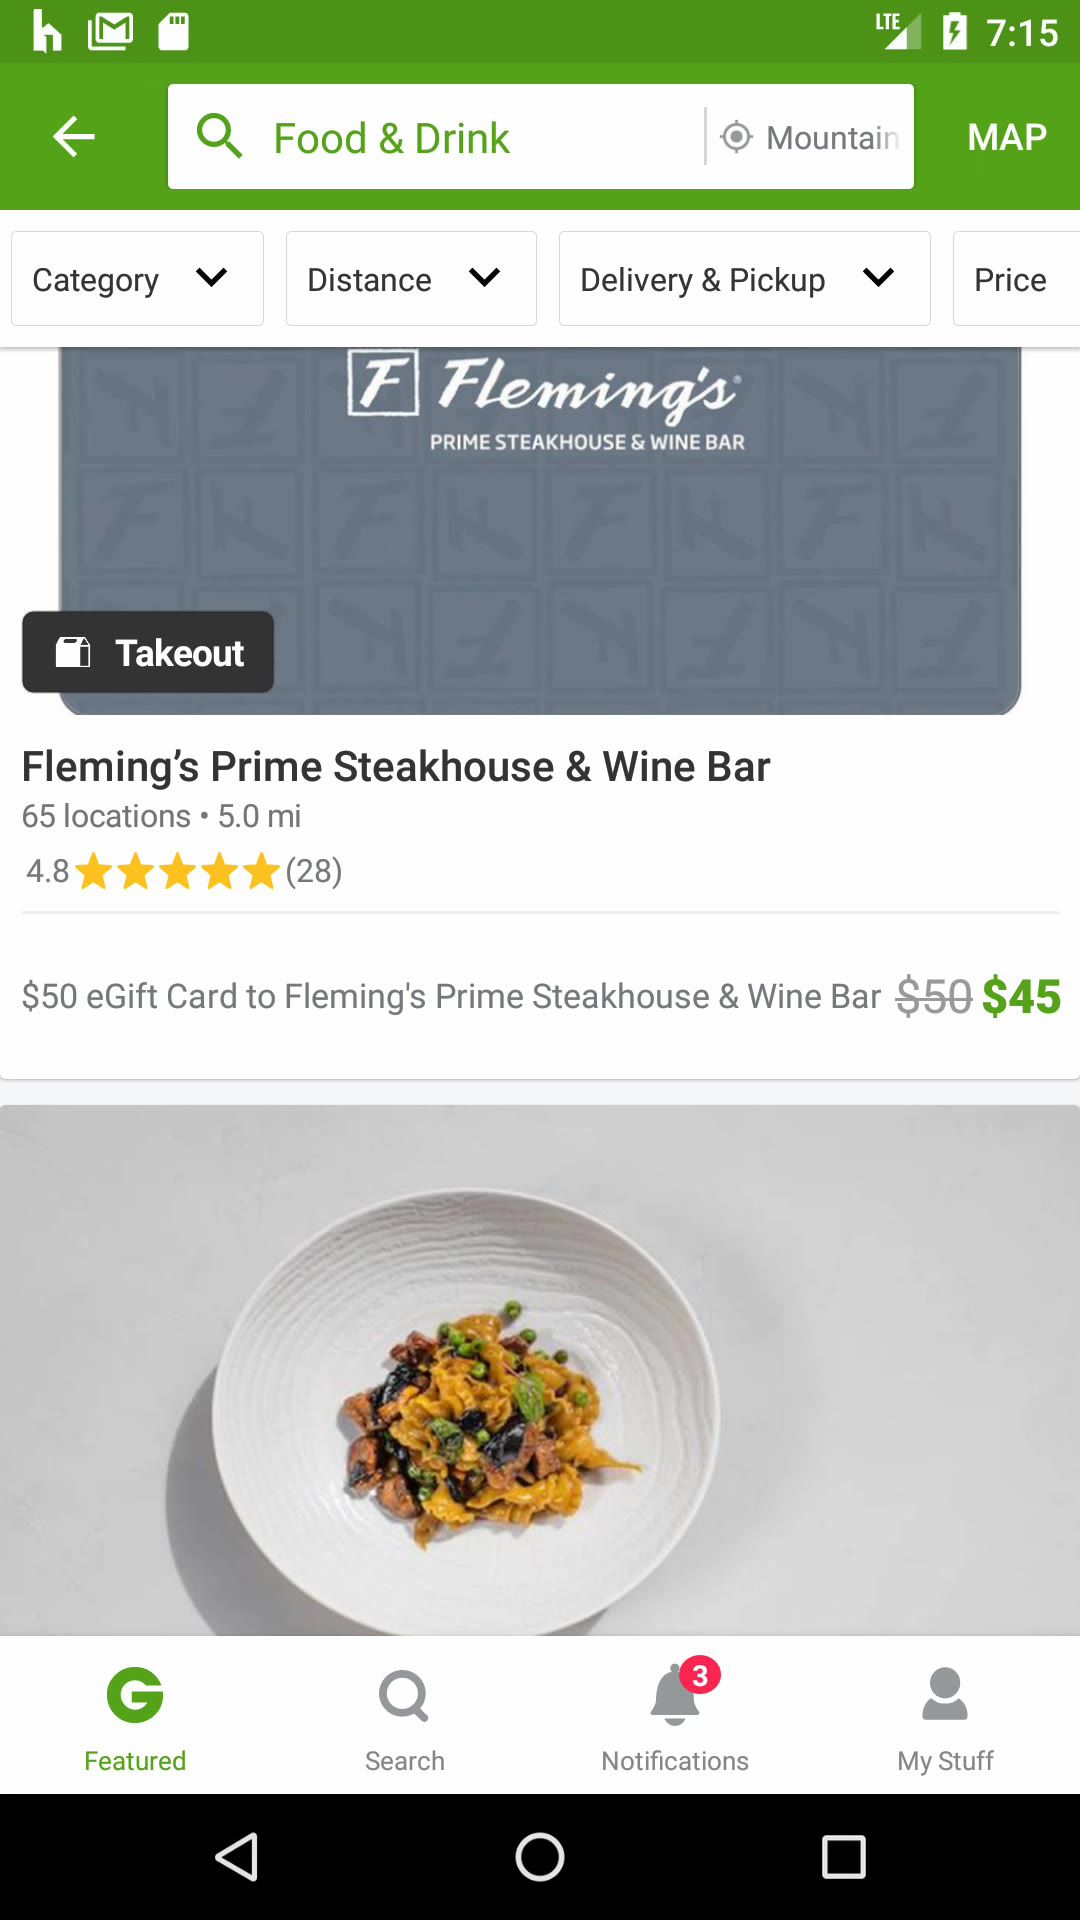 LTE 7:15
Food & Drink
Mountain
MAP
Category
Distance
Delivery & Pickup
Price
F Fleming's
PRIME STEAKHOUSE & WINE BAR
Takeout
Fleming’s Prime Steakhouse & Wine Bar
65 locations • 5.0 mi
4.8 (28)
$50 eGift Card to Fleming's Prime Steakhouse & Wine Bar $50 $45
3
Featured
Search
Notifications
My Stuff